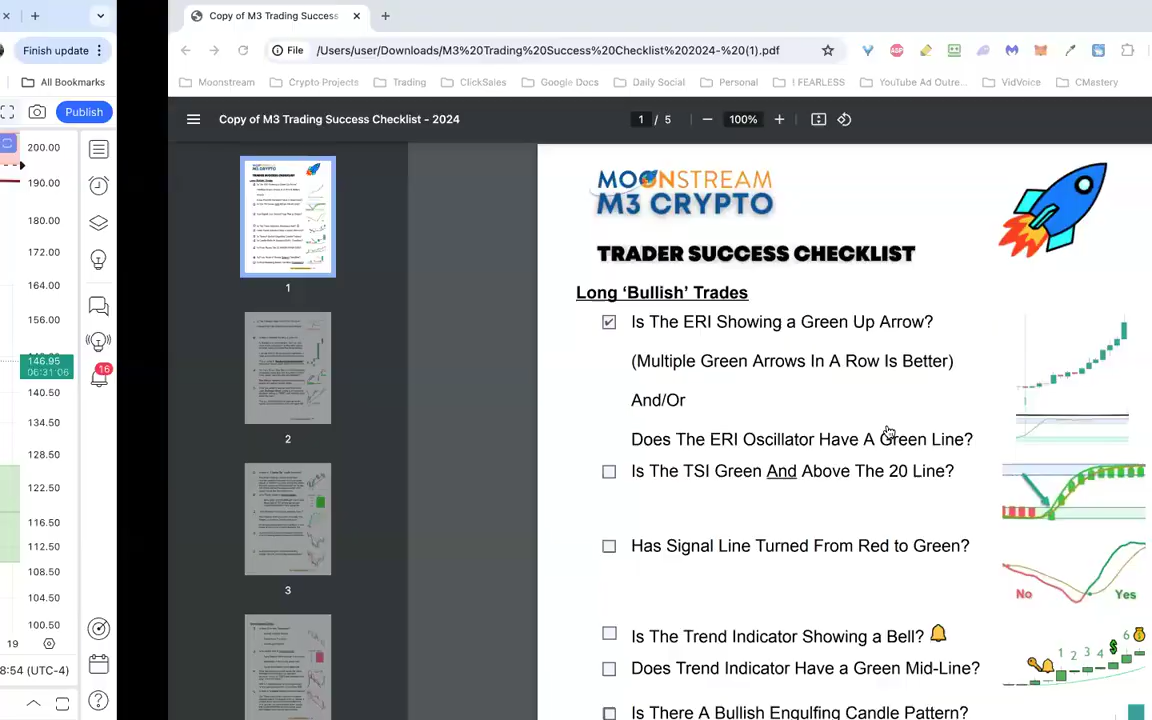 Copy of M3 Trading Success
Finish update
File
/Users/user/Downloads/M3%20Trading%20Success%20Checklist%202024-%20(1).pdf
ABP
All Bookmarks
Moonstream
Crypto Projects
Trading
ClickSales
Google Docs
Daily Social
Personal
! FEARLESS
YouTube Ad Outre...
VidVoice
CMastery
Publish
Copy of M3 Trading Success Checklist - 2024
1 / 5
100%
200.00
190.00
180.00
172.00
164.00
156.00
146.95
06:31:06
140.50
134.50
128.50
122.50
116.50
112.50
108.50
104.50
100.50
16
19
8:54 (UTC-4)
1
2
3
MOONSTREAM
M3 CRYPTO
TRADER SUCCESS CHECKLIST
Long ‘Bullish’ Trades
Is The ERI Showing a Green Up Arrow?
(Multiple Green Arrows In A Row Is Better)
And/Or
Does The ERI Oscillator Have A Green Line?
Is The TSI Green And Above The 20 Line?
Has Signal Line Turned From Red to Green?
No
Yes
Is The Trend Indicator Showing a Bell?
1 2 3 4 $ 6
Does Trend Indicator Have a Green Mid-Line?
Is There A Bullish Engulfing Candle Pattern?